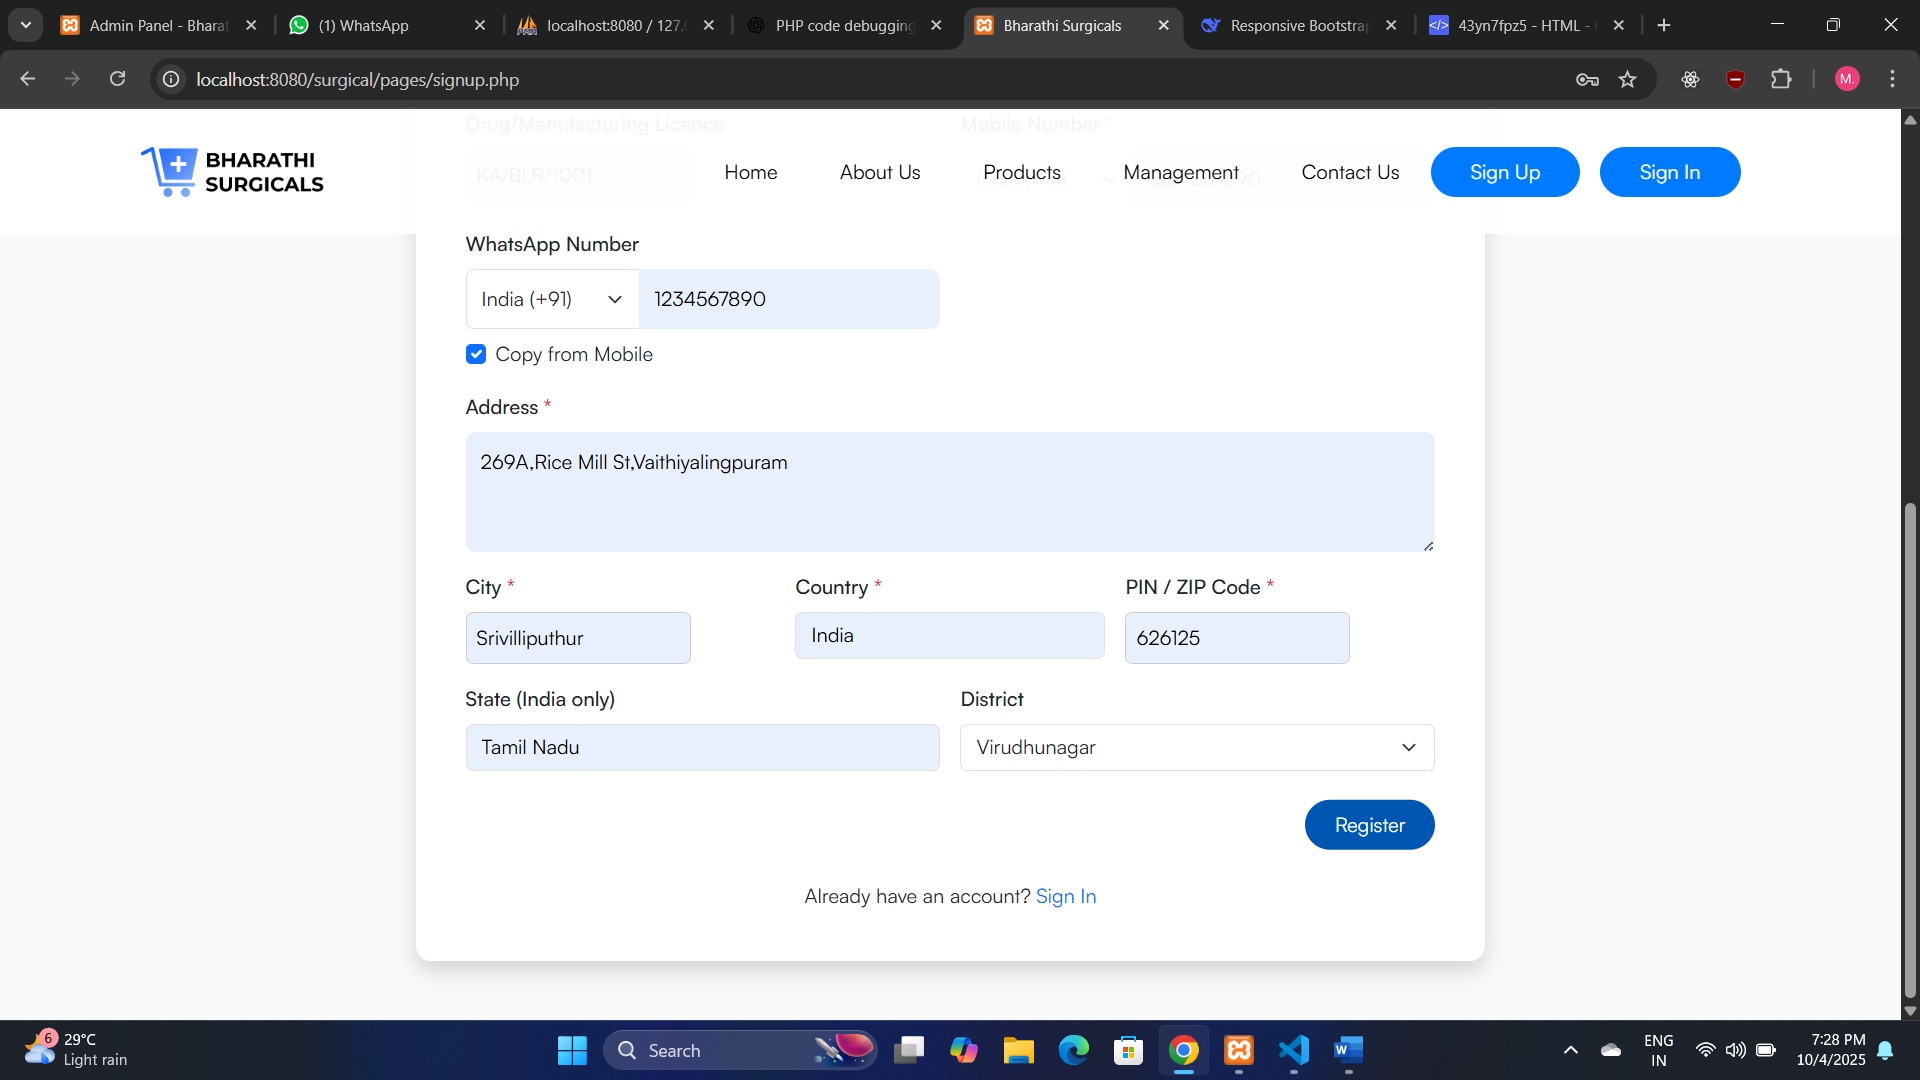 Admin Panel - Bharat
(1) WhatsApp
localhost:8080 / 127.
PHP code debugging
Bharathi Surgicals
Responsive Bootstrap
43yn7fpz5 - HTML -
localhost:8080/surgical/pages/signup.php
M.
Drug/Manufacturing Licence
Mobile Number *
KA/BLR/1001
BHARATHI
SURGICALS
Home
About Us
Products
Management
Contact Us
Sign Up
Sign In
WhatsApp Number
India (+91)
1234567890
Copy from Mobile
Address *
269A,Rice Mill St,Vaithiyalingpuram
City *
Country *
PIN / ZIP Code *
Srivilliputhur
India
626125
State (India only)
District
Tamil Nadu
Virudhunagar
Register
Already have an account? Sign In
6
29°C
Light rain
Search
ENG
IN
7:28 PM
10/4/2025